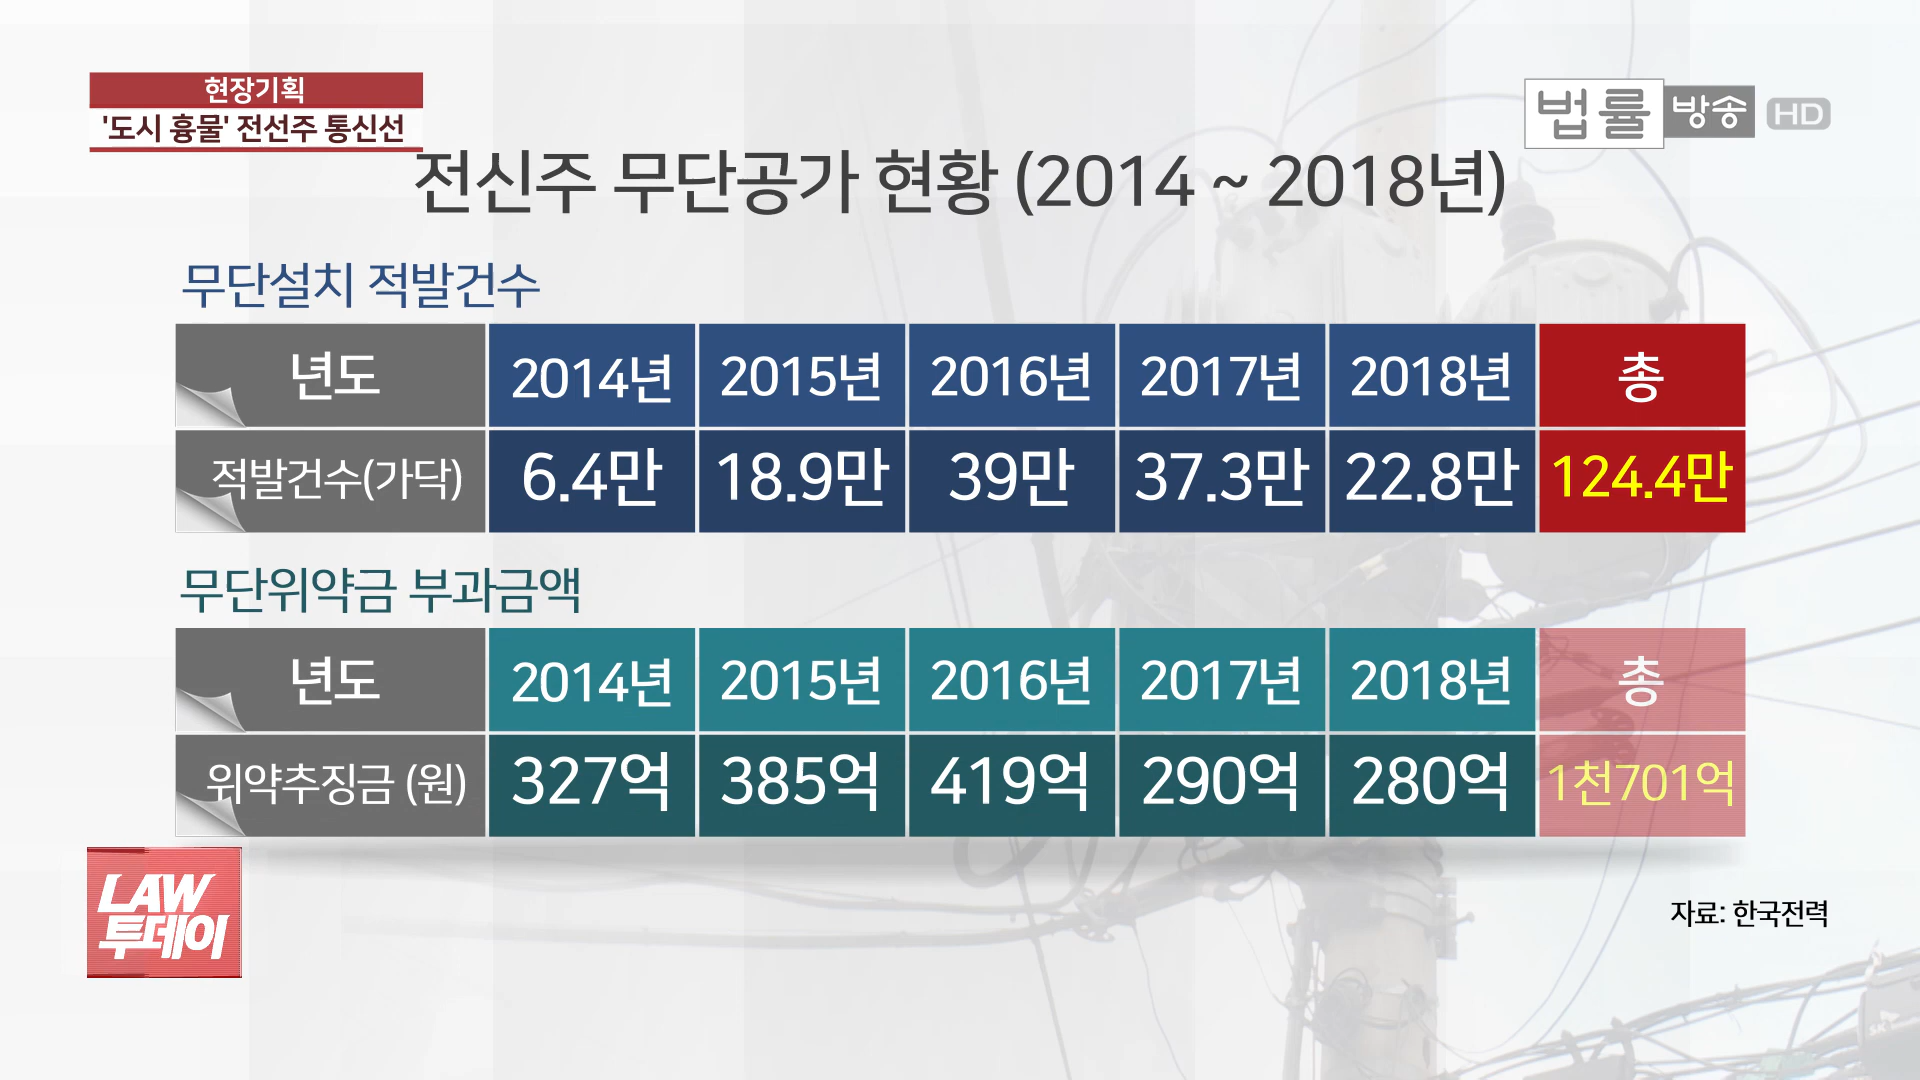 현장기획
'도시 흉물' 전선주 통신선
법률방송 HD
전신주 무단공가 현황 (2014 ~ 2018년)
무단설치 적발건수
년도 2014년 2015년 2016년 2017년 2018년 총
적발건수(가닥) 6.4만 18.9만 39만 37.3만 22.8만 124.4만
무단위약금 부과금액
년도 2014년 2015년 2016년 2017년 2018년 총
위약추징금 (원) 327억 385억 419억 290억 280억 1천701억
LAW
투데이
자료: 한국전력
SK